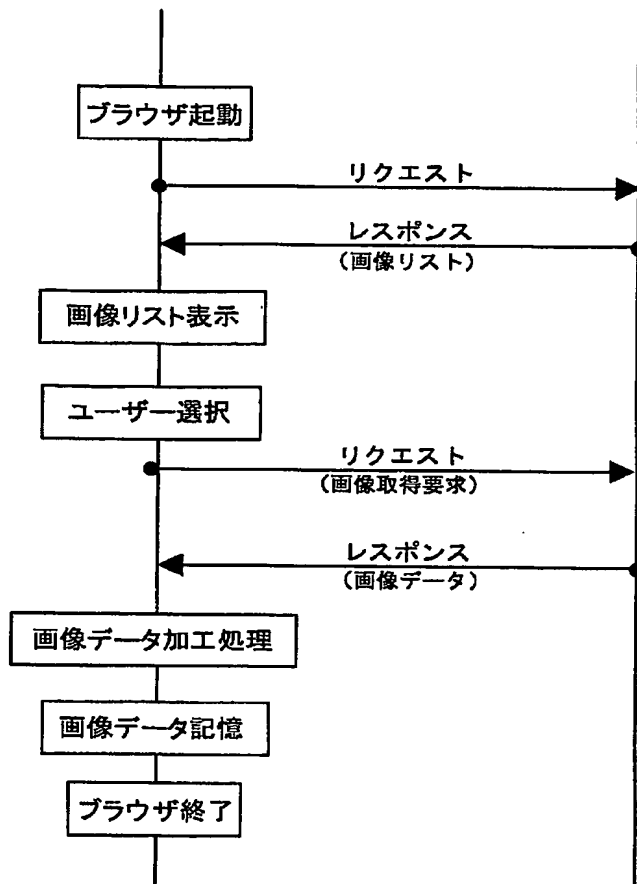 ブラウザ起動
リクエスト
レスポンス
(画像リスト)
画像リスト表示
ユーザー選択
リクエスト
(画像取得要求)
レスポンス
(画像データ)
画像データ加工処理
画像データ記憶
ブラウザ終了